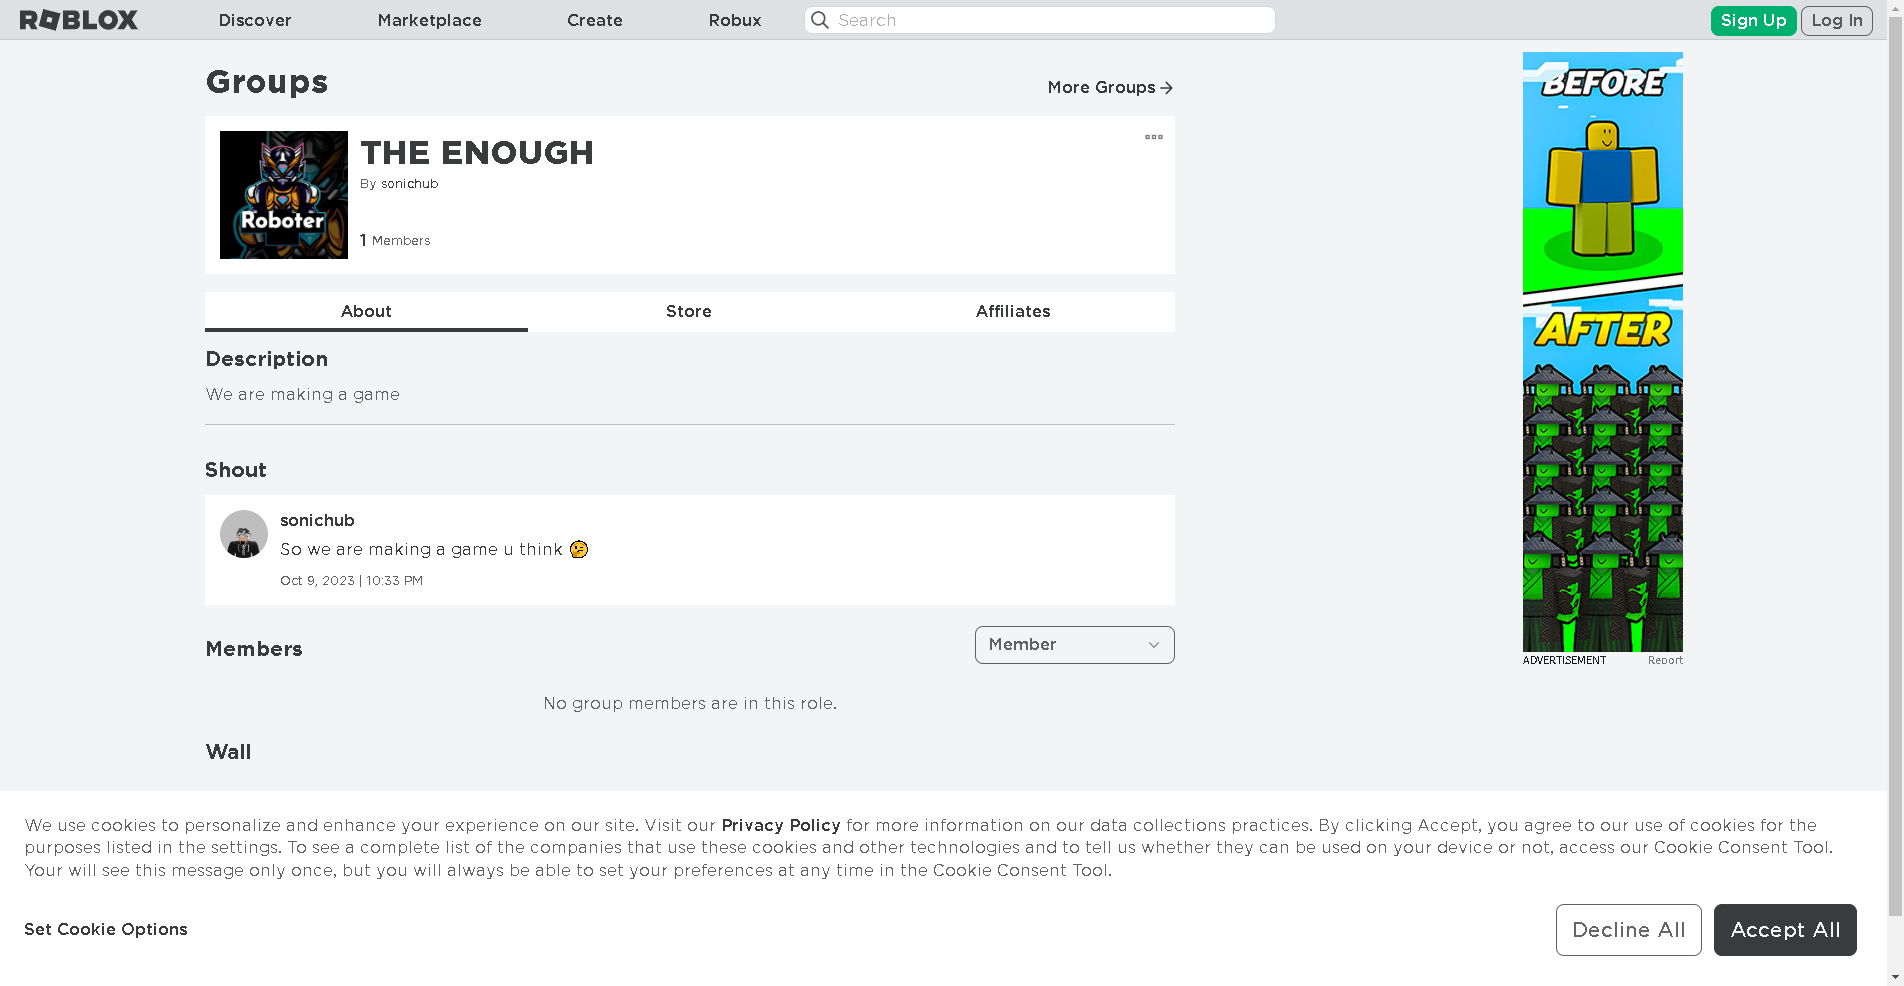 ROBLOX
Discover
Marketplace
Create
Robux
Search
Sign Up
Log In
Groups
More Groups
Roboter
THE ENOUGH
By sonichub
1 Members
About
Store
Affiliates
Description
We are making a game
Shout
sonichub
So we are making a game u think 🤔
Oct 9, 2023 | 10:33 PM
Members
Member
No group members are in this role.
Wall
BEFORE
AFTER
ADVERTISEMENT
Report
We use cookies to personalize and enhance your experience on our site. Visit our Privacy Policy for more information on our data collections practices. By clicking Accept, you agree to our use of cookies for the
purposes listed in the settings. To see a complete list of the companies that use these cookies and other technologies and to tell us whether they can be used on your device or not, access our Cookie Consent Tool.
Your will see this message only once, but you will always be able to set your preferences at any time in the Cookie Consent Tool.
Set Cookie Options
Decline All
Accept All